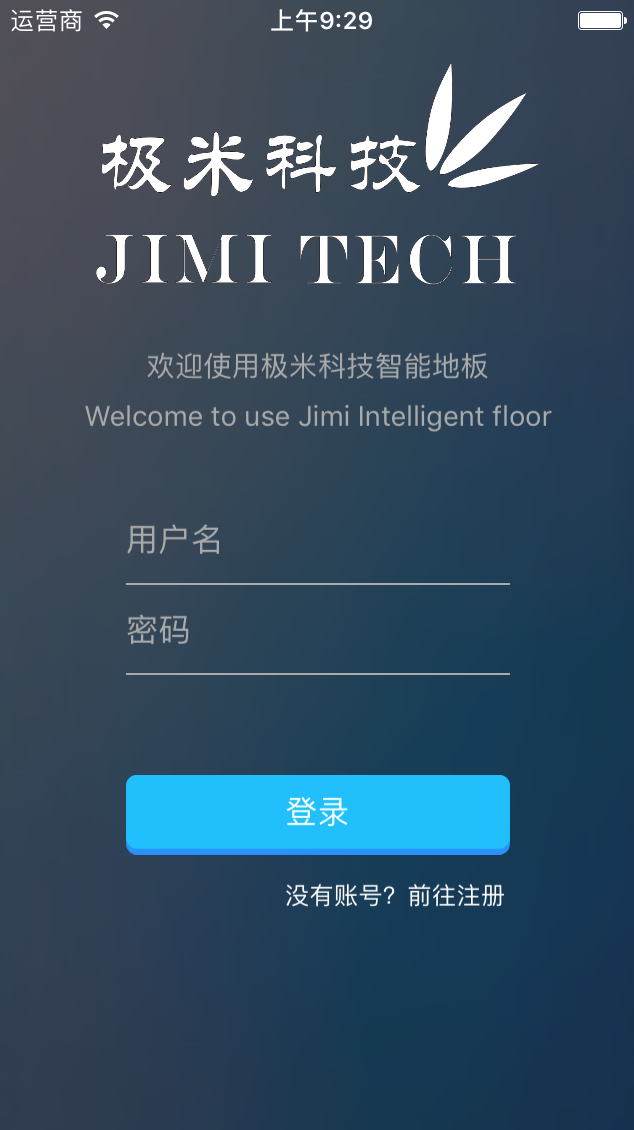 运营商 上午9:29
极米科技
JIMI TECH
欢迎使用极米科技智能地板
Welcome to use Jimi Intelligent floor
用户名
密码
登录
没有账号？前往注册